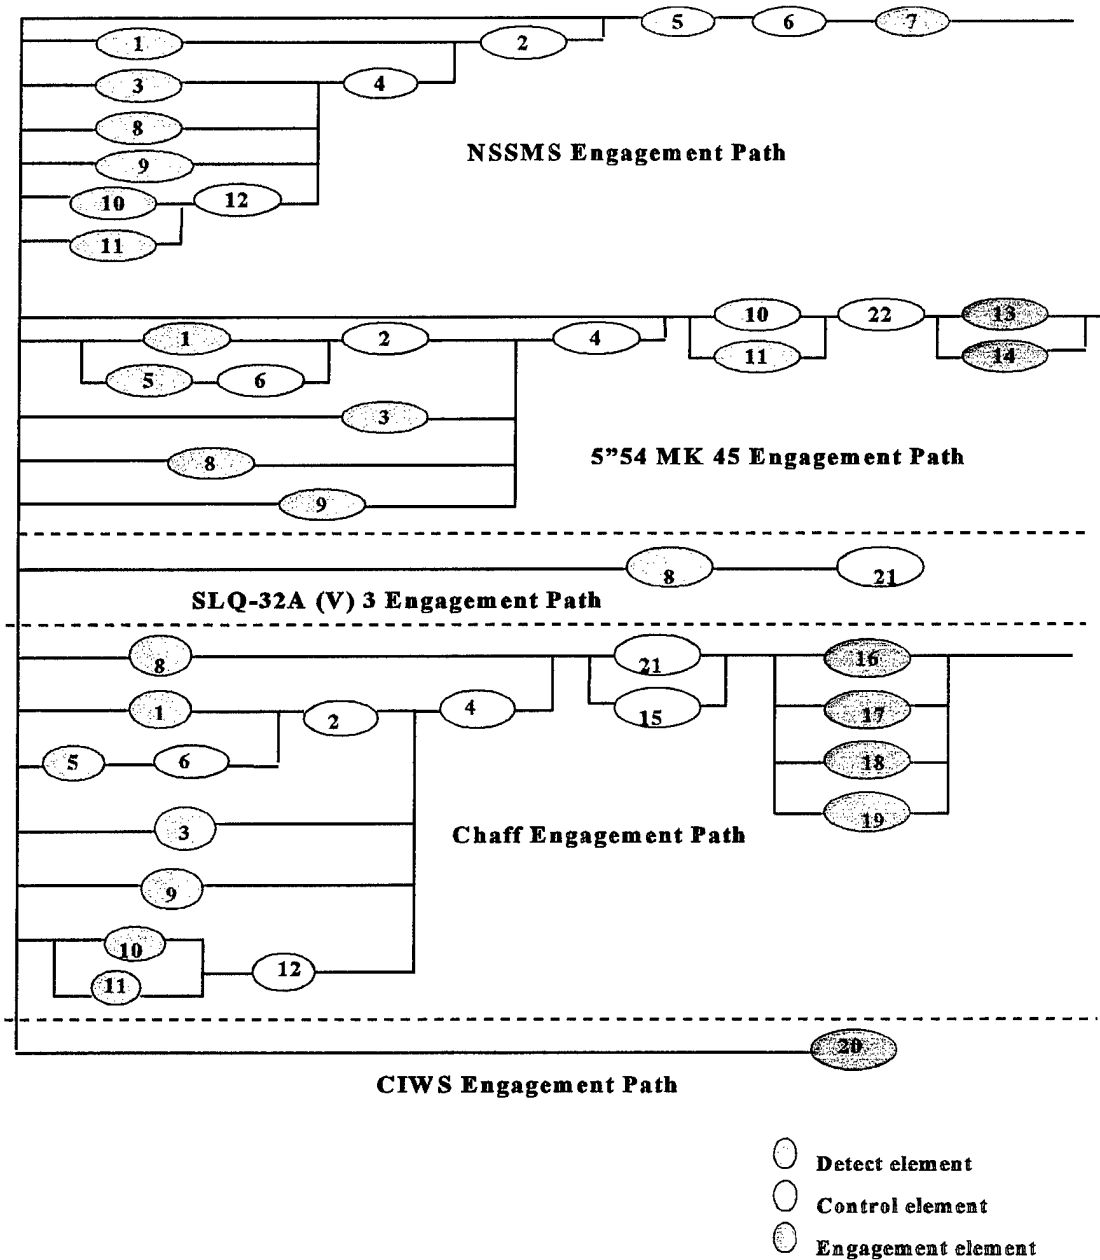 5 6 7
1 2
3 4
8
NSSMS Engagement Path
9
10 12
11
10 22 13
1 2 4
11 14
5 6
3
8 5”54 MK 45 Engagement Path
9
8 21
SLQ-32A (V) 3 Engagement Path
8 21 16
1 2 4 15 17
5 6 18
3 Chaff Engagement Path 19
9
10
11 12
20
CIWS Engagement Path
Detect element
Control element
Engagement element